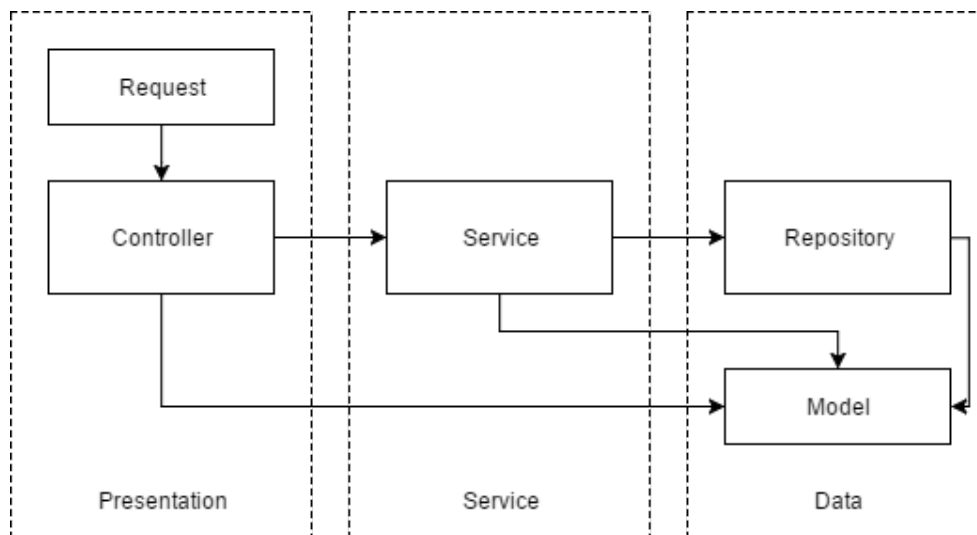 Request
Controller
Service
Repository
Model
Presentation
Service
Data